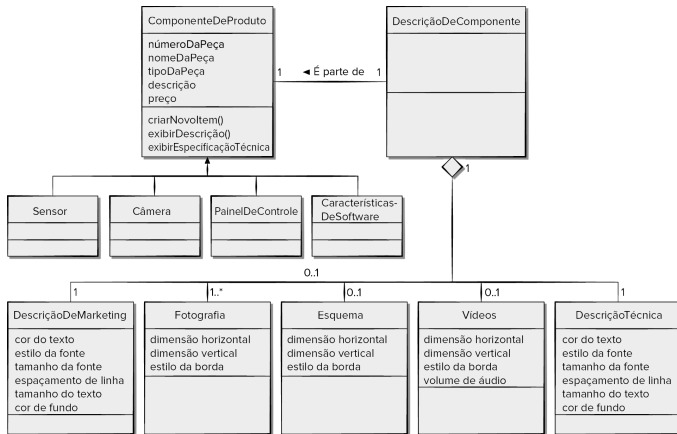 ComponenteDeProduto
númeroDaPeça
nomeDaPeça
tipoDaPeça
descrição
preço
criarNovoItem()
exibirDescrição()
exibirEspecificaçãoTécnica
1
◄ É parte de
1
DescriçãoDeComponente
1
Sensor
Câmera
PainelDeControle
Características-
DeSoftware
0..1
1
1..*
0..1
0..1
1
DescriçãoDeMarketing
cor do texto
estilo da fonte
tamanho da fonte
espaçamento de linha
tamanho do texto
cor de fundo
Fotografia
dimensão horizontal
dimensão vertical
estilo da borda
Esquema
dimensão horizontal
dimensão vertical
estilo da borda
Vídeos
dimensão horizontal
dimensão vertical
estilo da borda
volume de áudio
DescriçãoTécnica
cor do texto
estilo da fonte
tamanho da fonte
espaçamento de linha
tamanho do texto
cor de fundo